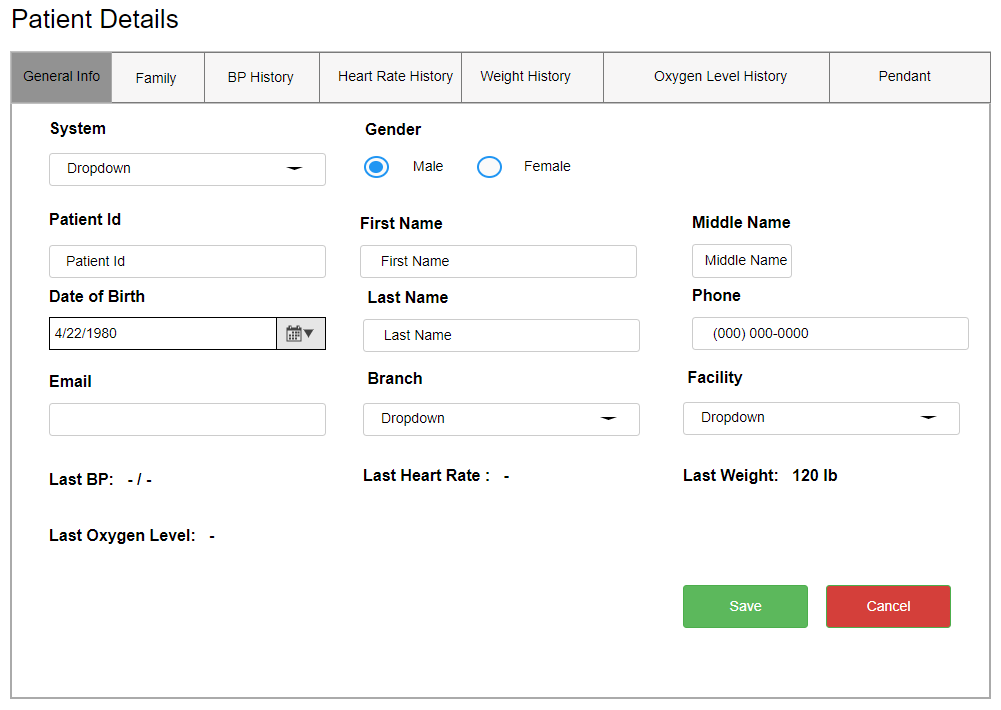 Patient Details
General Info Family BP History Heart Rate History Weight History Oxygen Level History Pendant
System Gender
Dropdown Male Female
Patient Id First Name Middle Name
Patient Id First Name Middle Name
Date of Birth Last Name Phone
4/22/1980 Last Name (000) 000-0000
Email Branch Facility
Dropdown Dropdown
Last BP: - / - Last Heart Rate : - Last Weight: 120 lb
Last Oxygen Level: -
Save Cancel